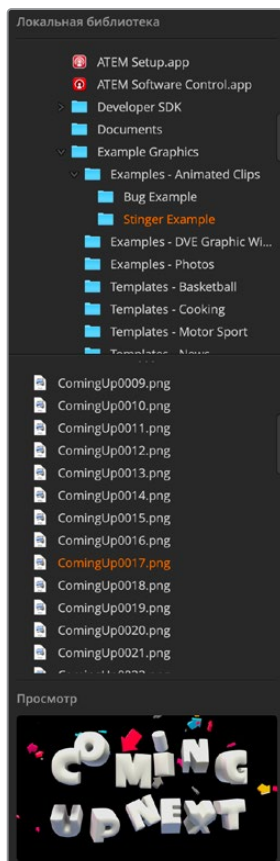 Локальная библиотека
ATEM Setup.app
ATEM Software Control.app
Developer SDK
Documents
Example Graphics
Examples - Animated Clips
Bug Example
Stinger Example
Examples - DVE Graphic Wi...
Examples - Photos
Templates - Basketball
Templates - Cooking
Templates - Motor Sport
Templates - News
ComingUp0009.png
ComingUp0010.png
ComingUp0011.png
ComingUp0012.png
ComingUp0013.png
ComingUp0014.png
ComingUp0015.png
ComingUp0016.png
ComingUp0017.png
ComingUp0018.png
ComingUp0019.png
ComingUp0020.png
ComingUp0021.png
Просмотр
COMING
UP NEXT